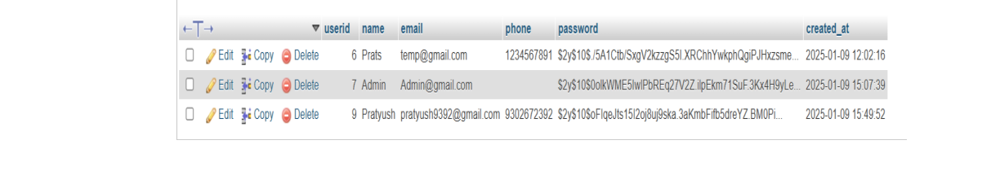 ←T→ ▼ userid name email phone password created_at
Edit Copy Delete 6 Prats temp@gmail.com 1234567891 $2y$10$./5A1Ctb/SxgV2kzzgS5I.XRChhYwkphQgiPJHxzsme... 2025-01-09 12:02:16
Edit Copy Delete 7 Admin Admin@gmail.com $2y$10$0olkWME5lwlPbREq27V2Z.ilpEkm71SuF.3Kx4H9yLe... 2025-01-09 15:07:39
Edit Copy Delete 9 Pratyush pratyush9392@gmail.com 9302672392 $2y$10$oFlqeJts15I2oj8uj9ska.3aKmbFifb5dreYZ.BM0Pi... 2025-01-09 15:49:52